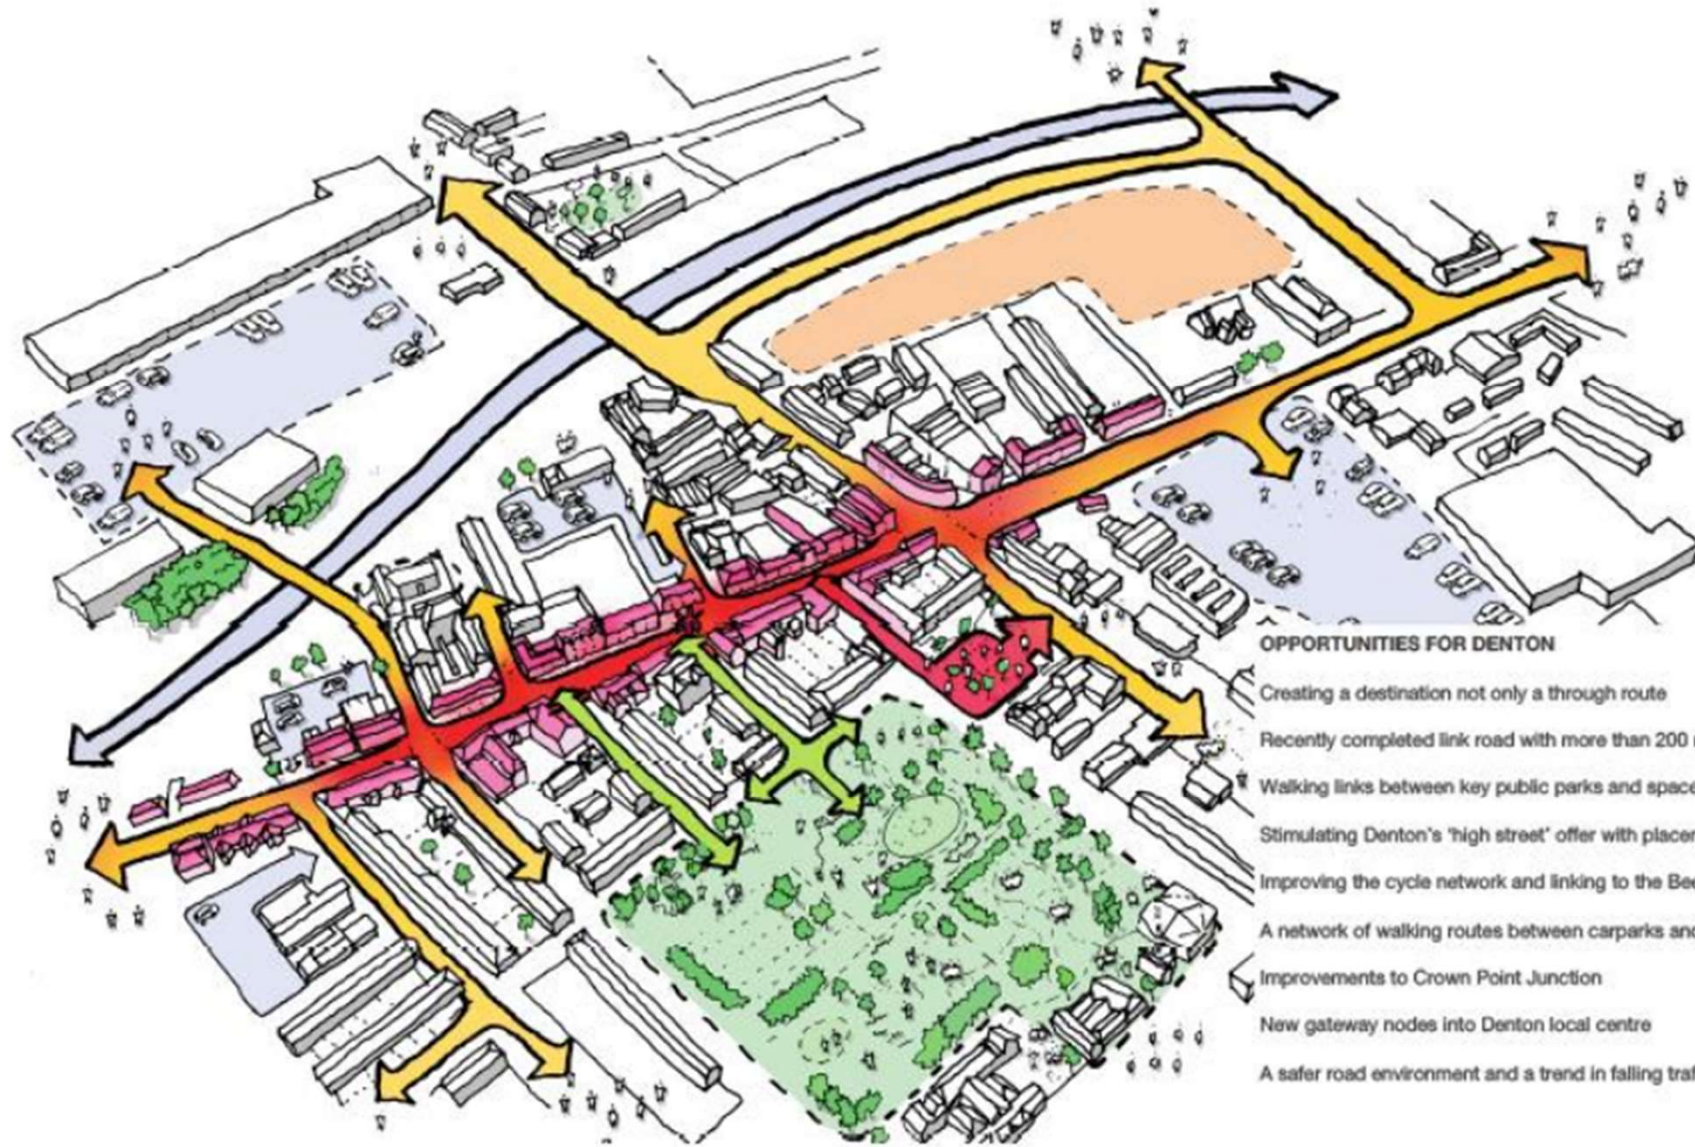 OPPORTUNITIES FOR DENTON
Creating a destination not only a through route
Recently completed link road with more than 200
Walking links between key public parks and space
Stimulating Denton's 'high street' offer with
Improving the cycle network and linking to the
A network of walking routes between carparks and
Improvements to Crown Point Junction
New gateway nodes into Denton local centre
A safer road environment and a trend in falling